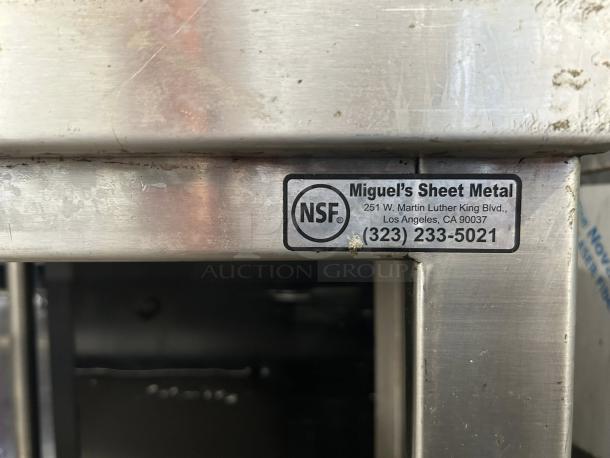 NSF®
Miguel's Sheet Metal
251 W. Martin Luther King Blvd.,
Los Angeles, CA 90037
(323) 233-5021
AUCTION GROUP